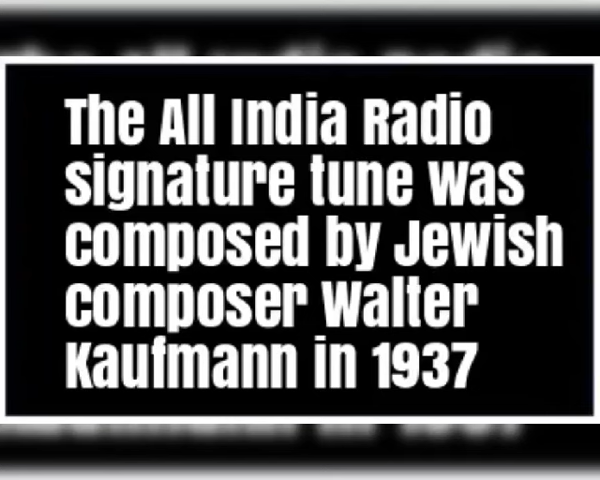 The All India Radio
signature tune was
composed by Jewish
composer Walter
Kaufmann in 1937